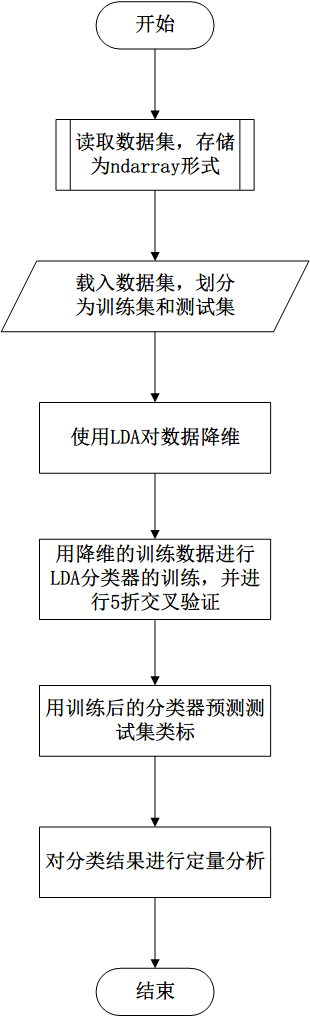 开始
读取数据集，存储
为ndarray形式
载入数据集，划分
为训练集和测试集
使用LDA对数据降维
用降维的训练数据进行
LDA分类器的训练，并进
行5折交叉验证
用训练后的分类器预测测
试集类标
对分类结果进行定量分析
结束